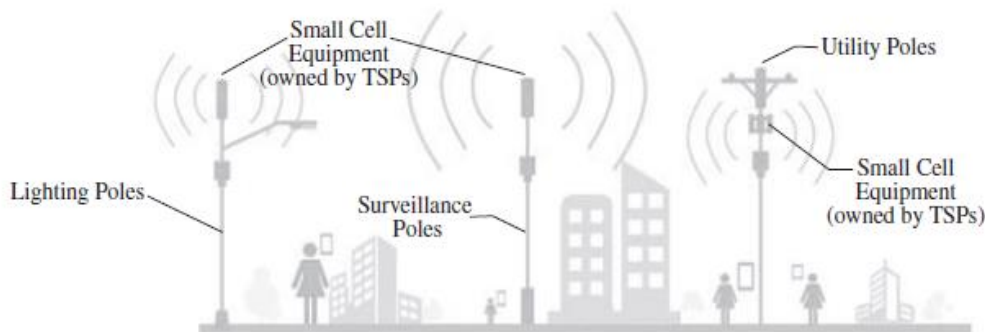 Small Cell
Equipment
(owned by TSPs)
Utility Poles
Lighting Poles
Surveillance
Poles
Small Cell
Equipment
(owned by TSPs)